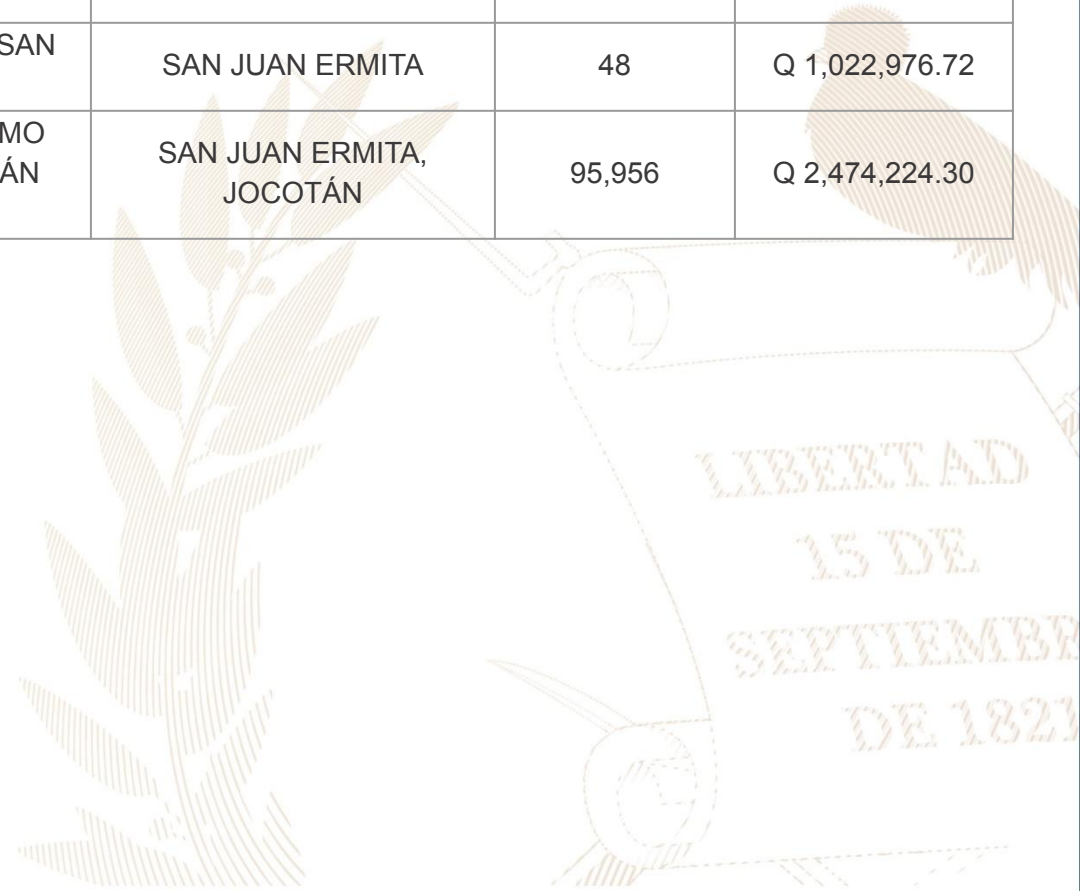 SAN
SAN JUAN ERMITA 48 Q 1,022,976.72
MO
ÁN
SAN JUAN ERMITA,
JOCOTÁN
95,956 Q 2,474,224.30
LIBERTAD
15 DE
SEPTIEMBRE
DE 1821